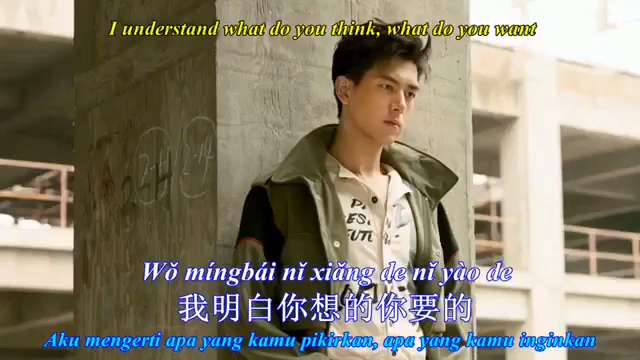 I understand what do you think, what do you want
Wǒ míngbái nǐ xiǎng de nǐ yào de
我明白你想的你要的
Aku mengerti apa yang kamu pikirkan, apa yang kamu inginkan